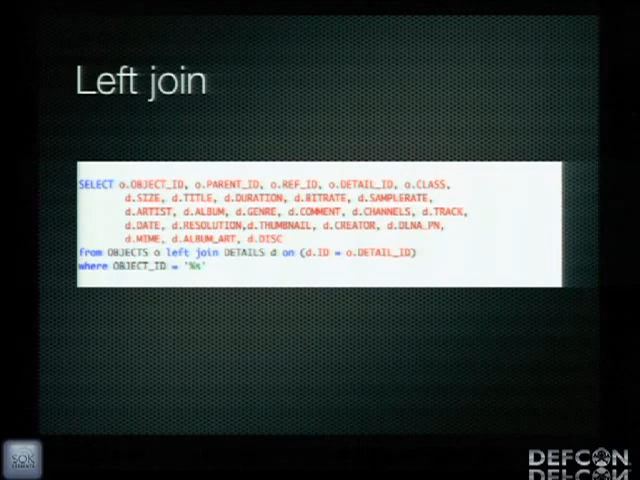 Left join
SELECT o.OBJECT_ID, o.PARENT_ID, o.REF_ID, o.DETAIL_ID, o.CLASS,
d.SIZE, d.TITLE, d.DURATION, d.BITRATE, d.SAMPLERATE,
d.ARTIST, d.ALBUM, d.GENRE, d.COMMENT, d.CHANNELS, d.TRACK,
d.DATE, d.RESOLUTION,d.THUMBNAIL, d.CREATOR, d.DLNA_PN,
d.MIME, d.ALBUM_ART, d.DISC
from OBJECTS o left join DETAILS d on (d.ID = o.DETAIL_ID)
where OBJECT_ID = '%s'
SOK
DEFCON